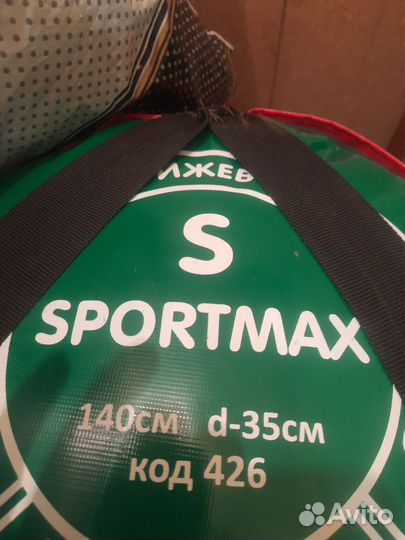 ИЖЕВ
S
SPORTMAX
140см d-35см
код 426
Avito